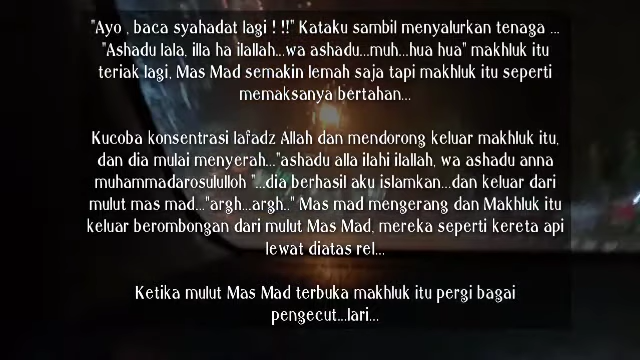 "Ayo , baca syahadat lagi ! !!" Kataku sambil menyalurkan tenaga ...
"Ashadu lala, illa ha ilallah...wa ashadu...muh...hua hua" makhluk itu
teriak lagi, Mas Mad semakin lemah saja tapi makhluk itu seperti
memaksanya bertahan...
Kucoba konsentrasi lafadz Allah dan mendorong keluar makhluk itu,
dan dia mulai menyerah..."ashadu alla ilahi ilallah, wa ashadu anna
muhammadarosululloh "...dia berhasil aku islamkan...dan keluar dari
mulut mas mad..."argh...argh.." Mas mad mengerang dan Makhluk itu
keluar berombongan dari mulut Mas Mad, mereka seperti kereta api
lewat diatas rel...
Ketika mulut Mas Mad terbuka makhluk itu pergi bagai
pengecut...lari...